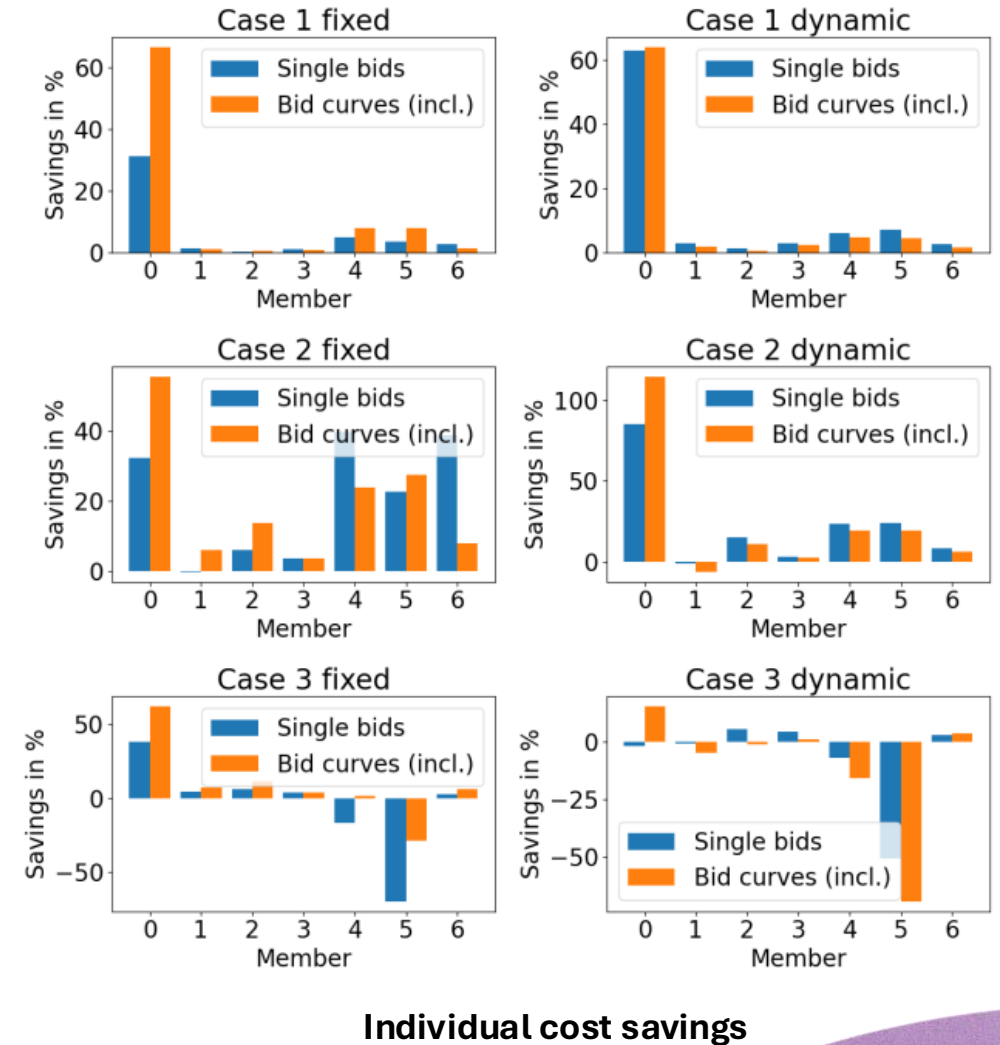 Case 1 fixed
Savings in %
60
40
20
0
Single bids
Bid curves (incl.)
0 1 2 3 4 5 6
Member
Case 1 dynamic
Savings in %
60
40
20
0
Single bids
Bid curves (incl.)
0 1 2 3 4 5 6
Member
Case 2 fixed
Savings in %
40
20
0
Single bids
Bid curves (incl.)
0 1 2 3 4 5 6
Member
Case 2 dynamic
Savings in %
100
50
0
Single bids
Bid curves (incl.)
0 1 2 3 4 5 6
Member
Case 3 fixed
Savings in %
50
0
−50
Single bids
Bid curves (incl.)
0 1 2 3 4 5 6
Member
Case 3 dynamic
Savings in %
0
−25
−50
Single bids
Bid curves (incl.)
0 1 2 3 4 5 6
Member
Individual cost savings